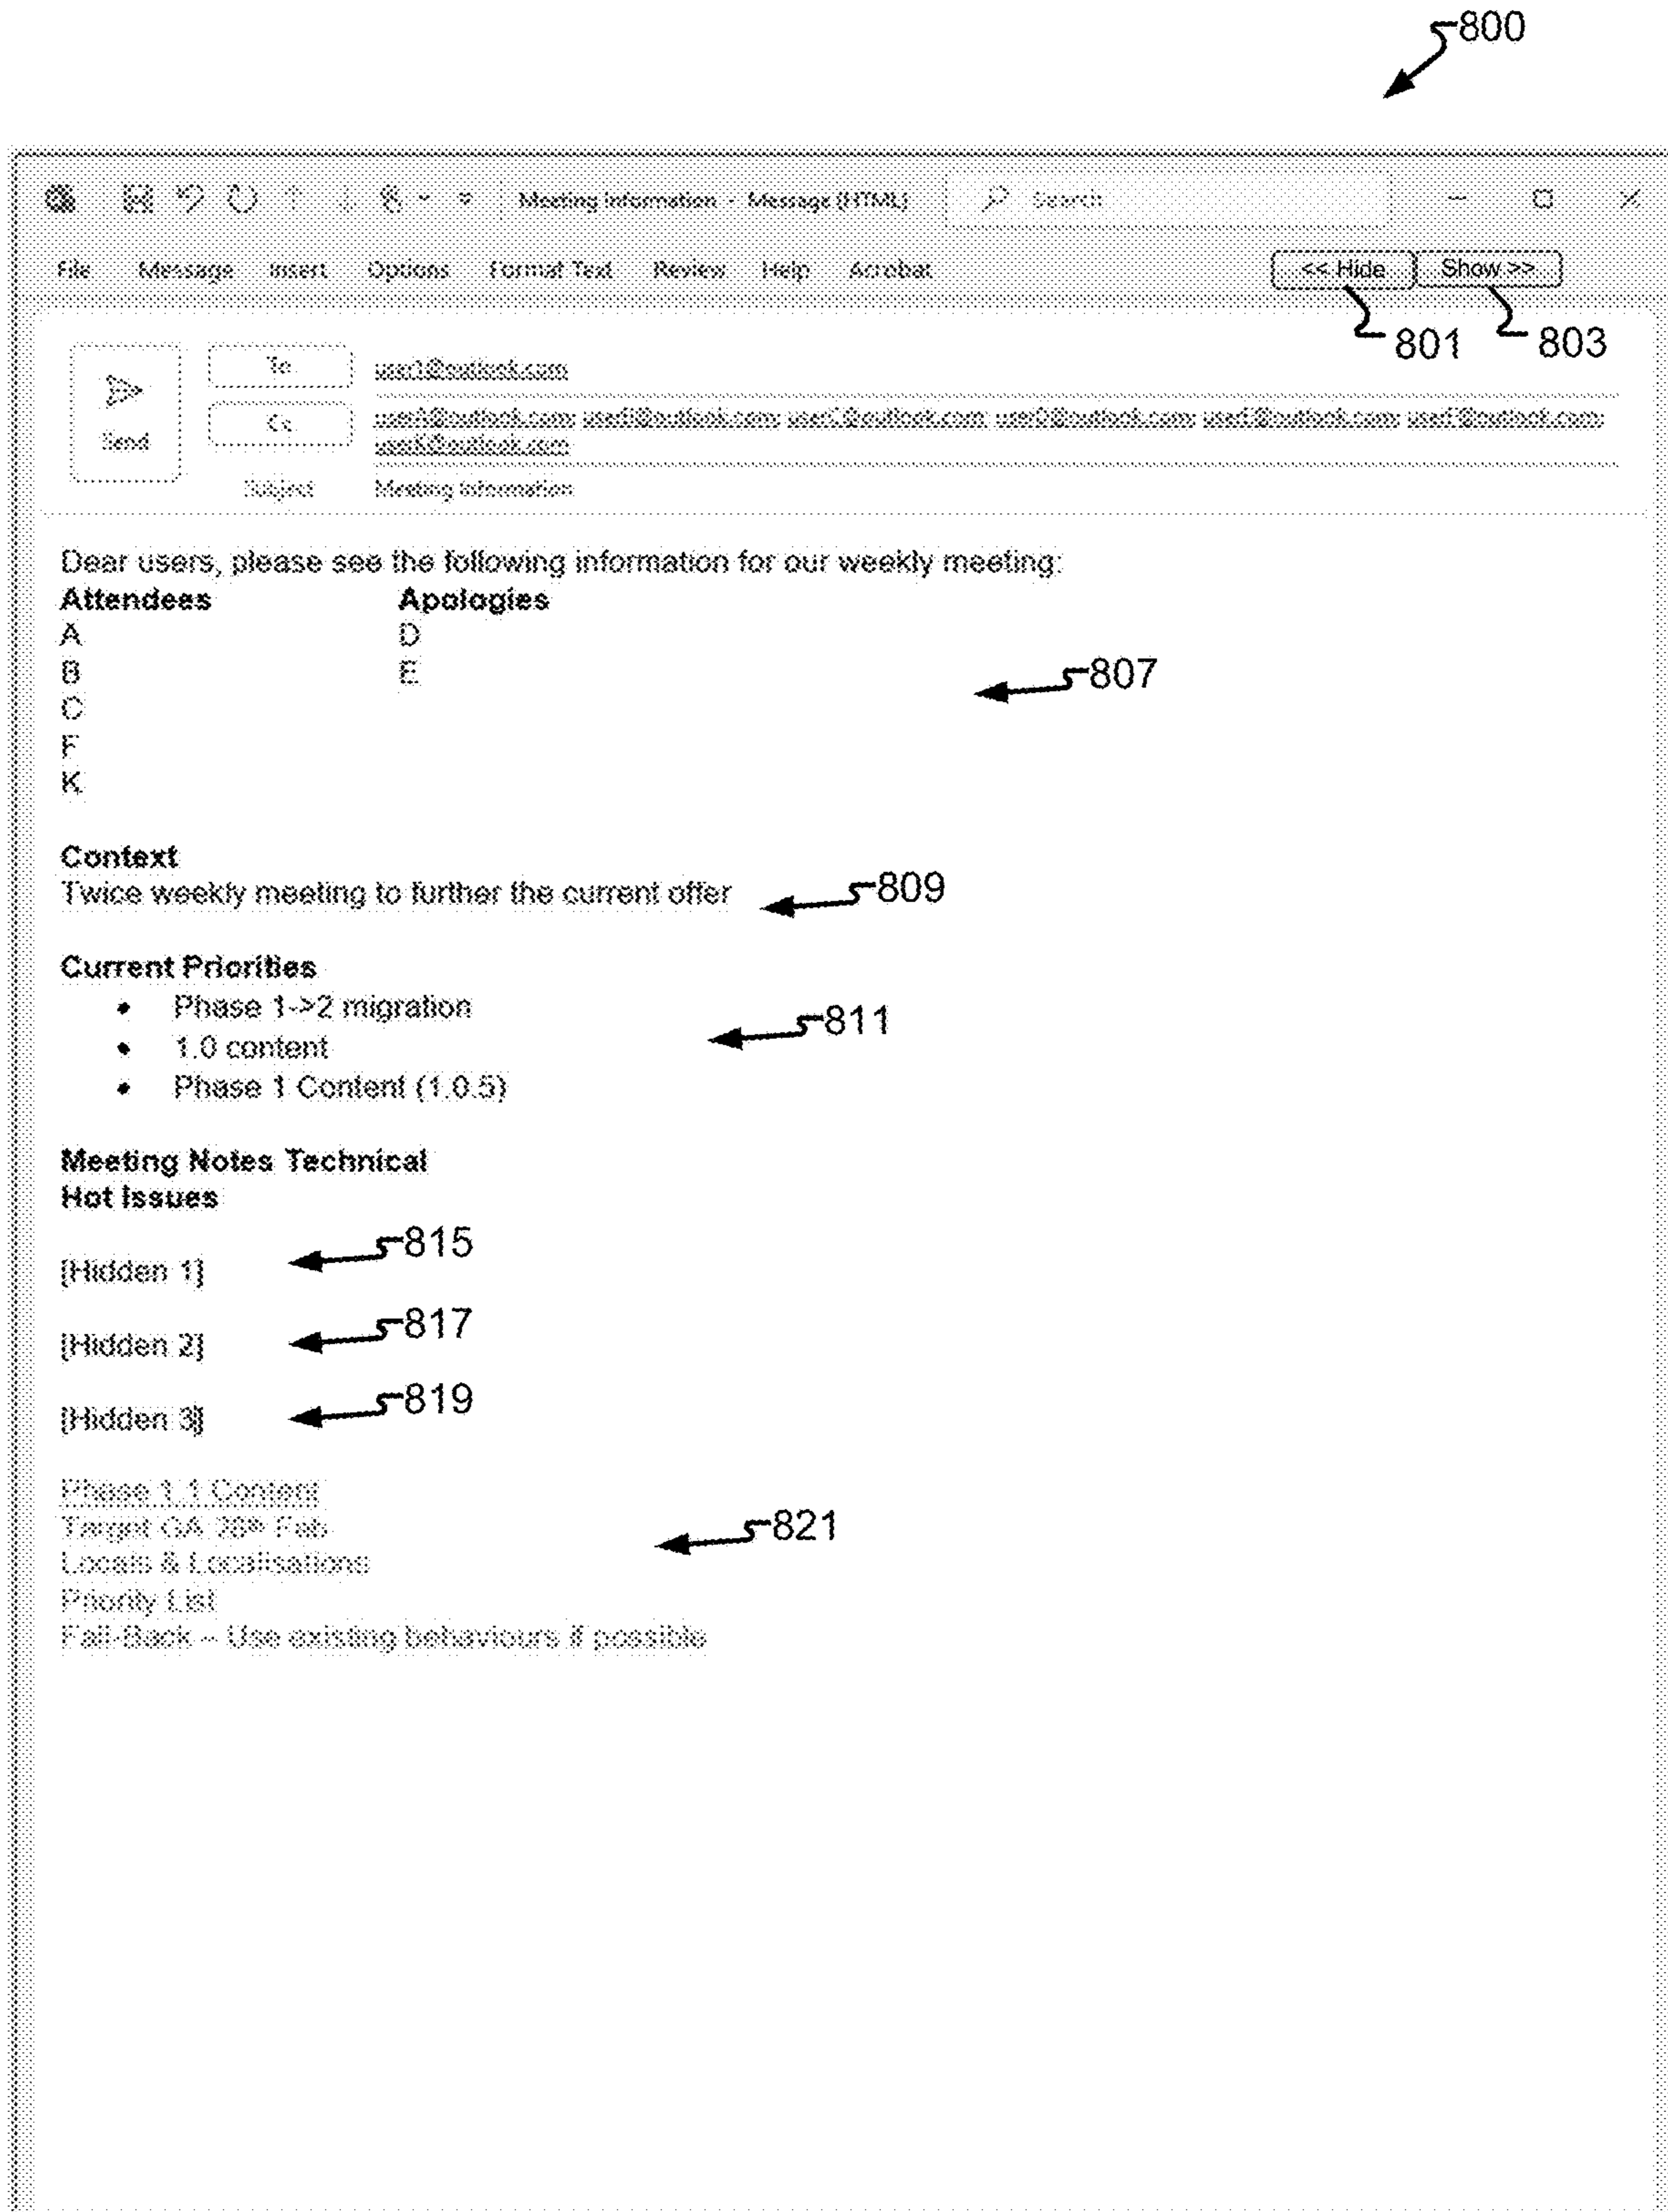 800
Meeting Information - Message (HTML) Search
File Message Insert Options Format Text Review Help Acrobat << Hide Show >>
801 803
To
Cc
Send
Subject Meeting Information
Dear users, please see the following information for our weekly meeting:
Attendees Apologies
A D
B E
807
C
F
K
Context
Twice weekly meeting to further the current offer
809
Current Priorities
• Phase 1->2 migration
• 1.0 content
811
• Phase 1 Content (1.0.5)
Meeting Notes Technical
Hot Issues
[Hidden 1] 815
[Hidden 2] 817
[Hidden 3] 819
Phase 1.1 Content
Target GA Feb
821
Locals & Localisations
Priority List
Fall-Back – Use existing behaviours if possible